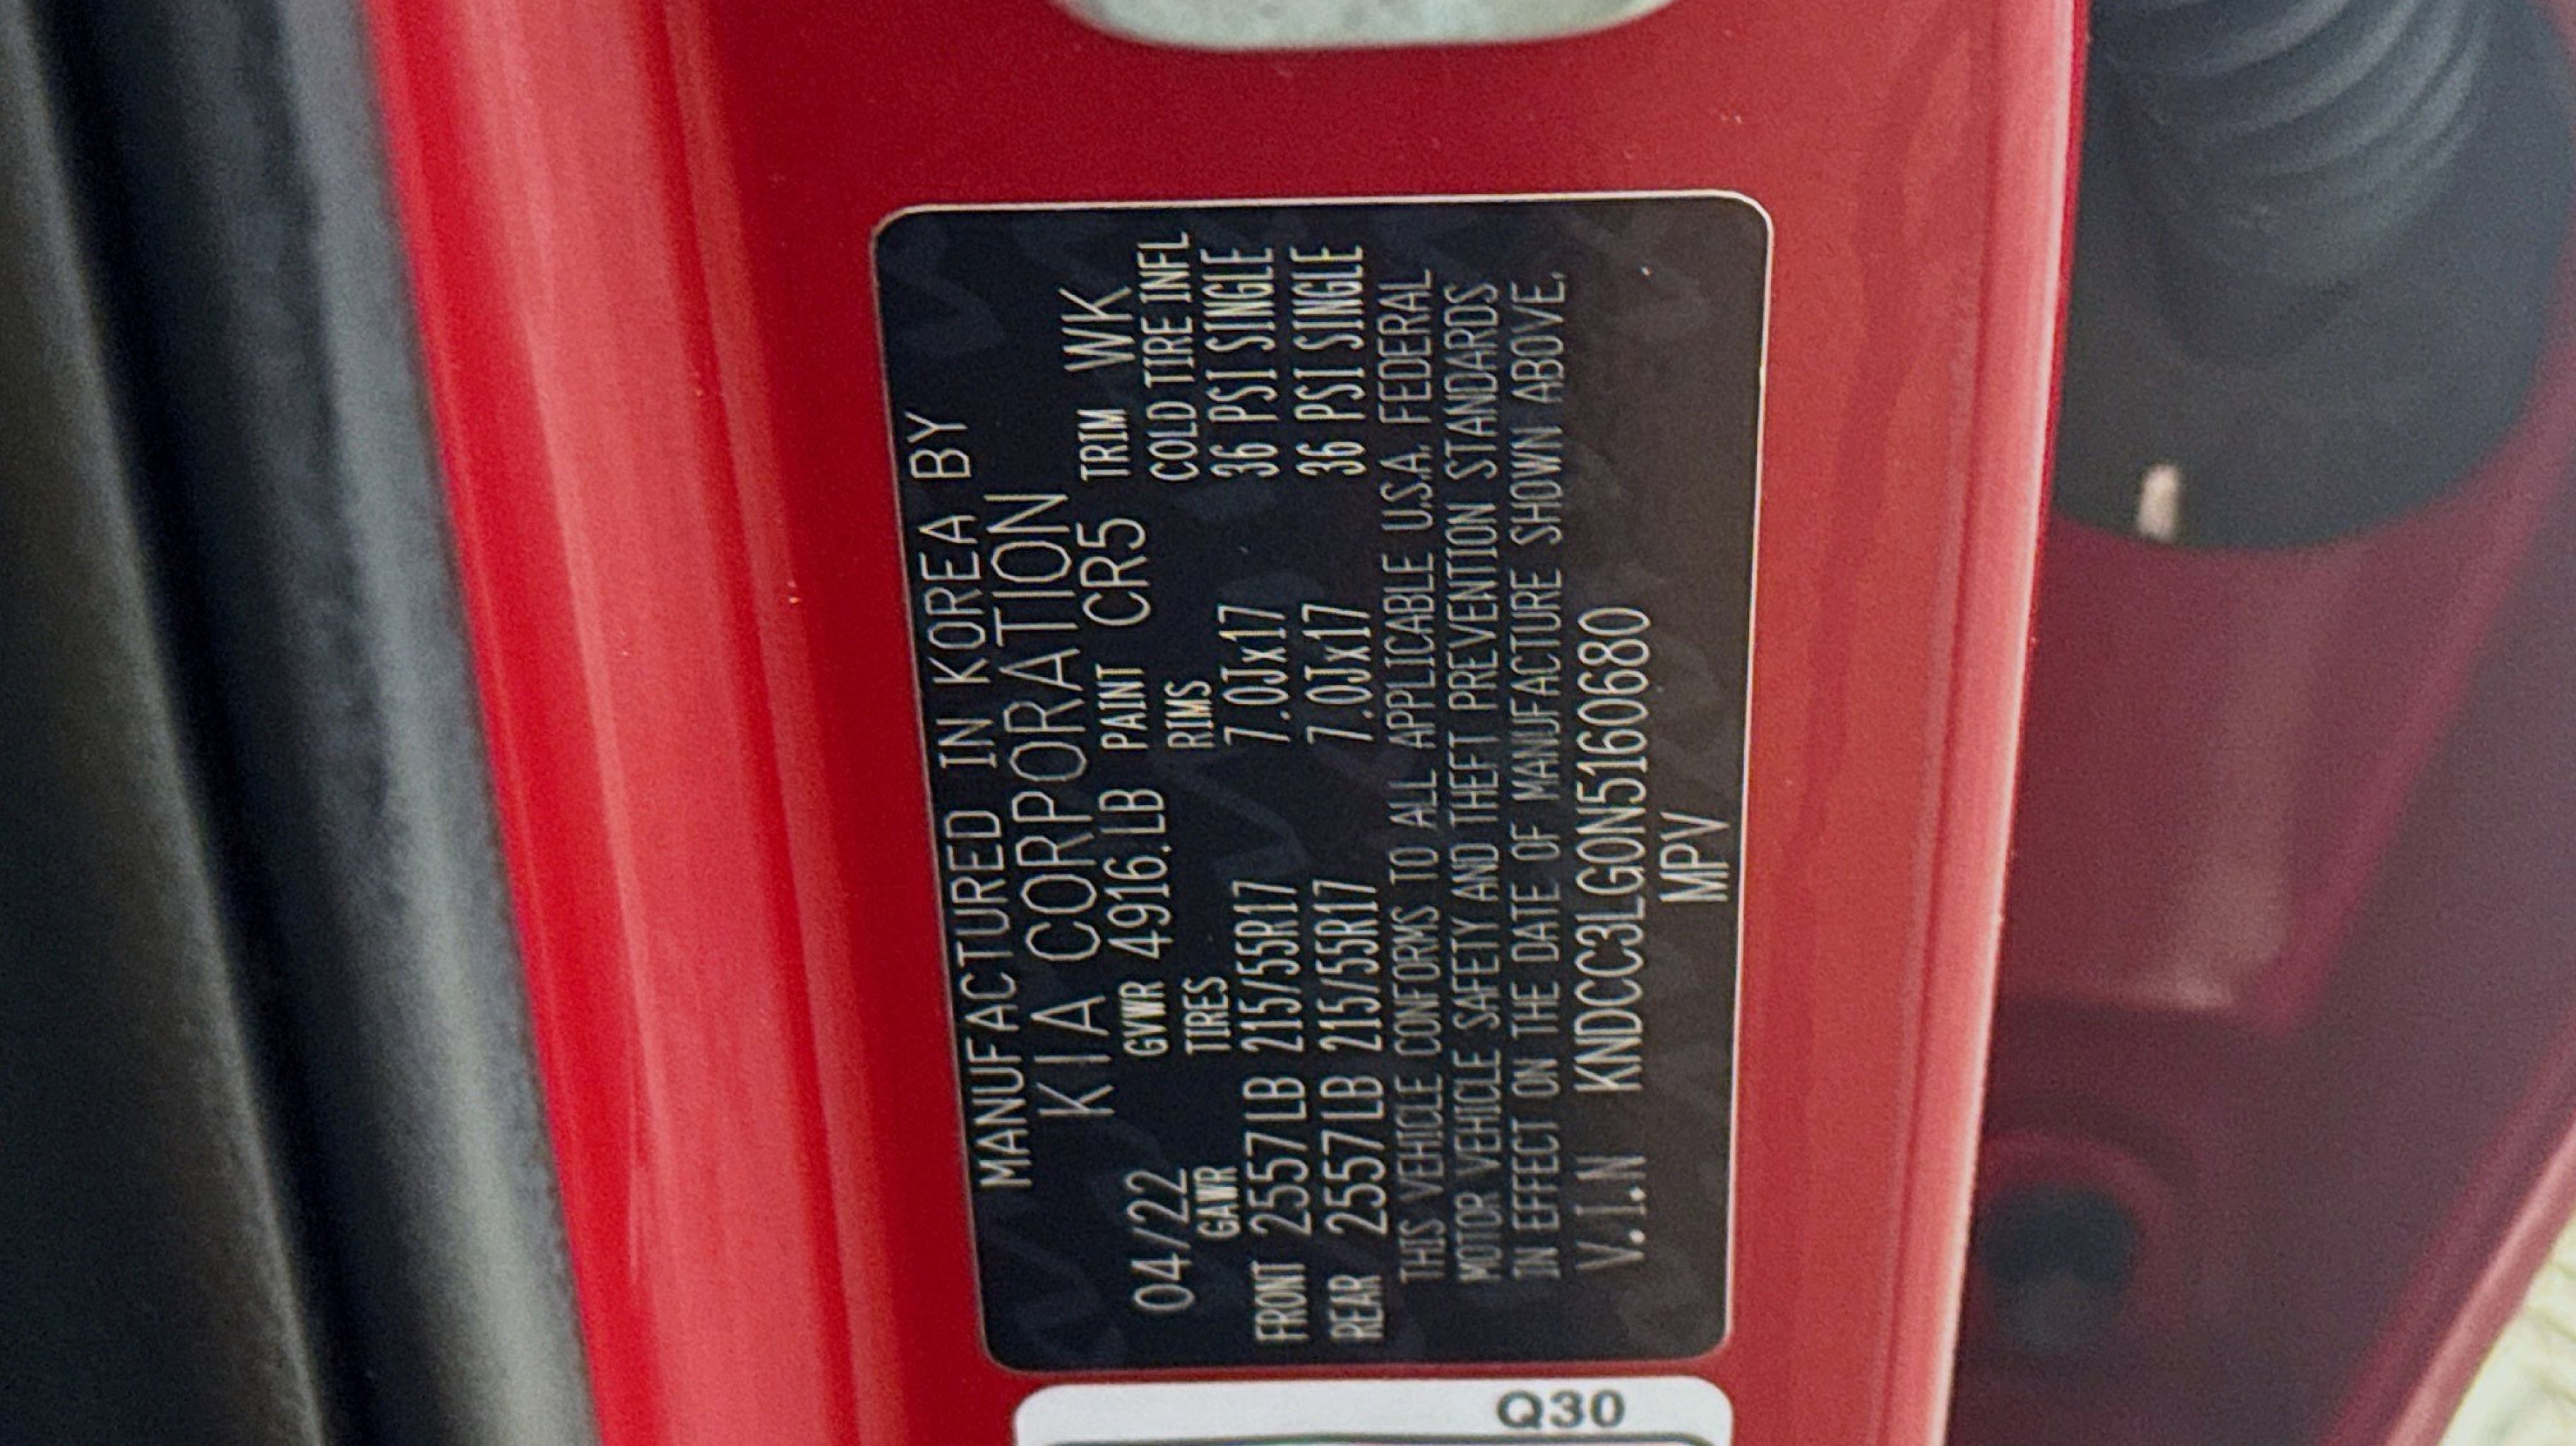 MANUFACTURED IN KOREA BY
KIA CORPORATION
04/22 GVWR 4916.LB PAINT CR5 TRIM WK
GAWR TIRES RIMS COLD TIRE INFL
FRONT 2557LB 215/55R17 7.0Jx17 36 PSI SINGLE
REAR 2557LB 215/55R17 7.0Jx17 36 PSI SINGLE
THIS VEHICLE CONFORMS TO ALL APPLICABLE U.S.A. FEDERAL
MOTOR VEHICLE SAFETY AND THEFT PREVENTION STANDARDS
IN EFFECT ON THE DATE OF MANUFACTURE SHOWN ABOVE.
V.I.N KNDCC3LG0N5160680
MPV
Q30